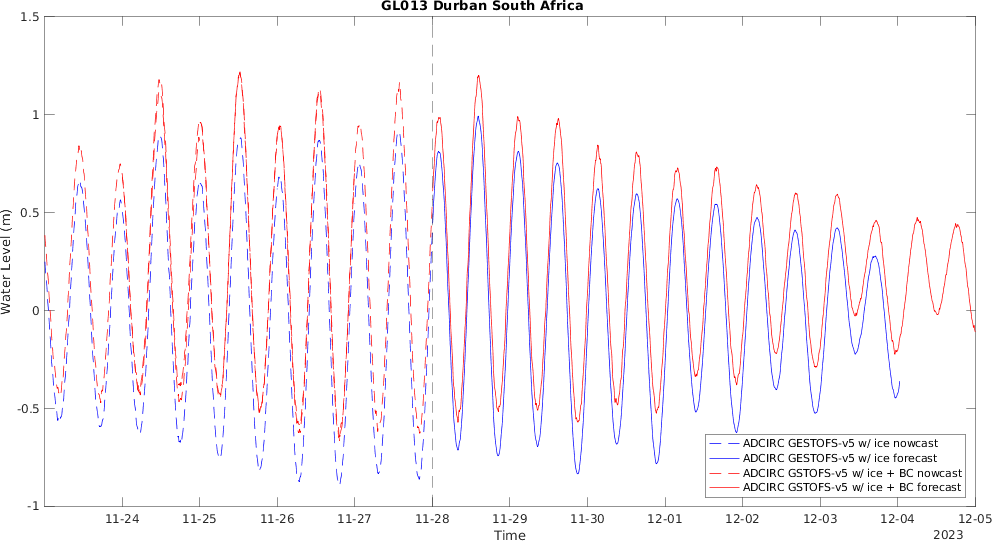 GL013 Durban South Africa
1.5
1
0.5
0
-0.5
-1
Water Level (m)
11-24
11-25
11-26
11-27
11-28
11-29
11-30
12-01
12-02
12-03
12-04
12-05
Time
2023
ADCIRC GESTOFS-v5 w/ ice nowcast
ADCIRC GESTOFS-v5 w/ ice forecast
ADCIRC GSTOFS-v5 w/ ice + BC nowcast
ADCIRC GSTOFS-v5 w/ ice + BC forecast